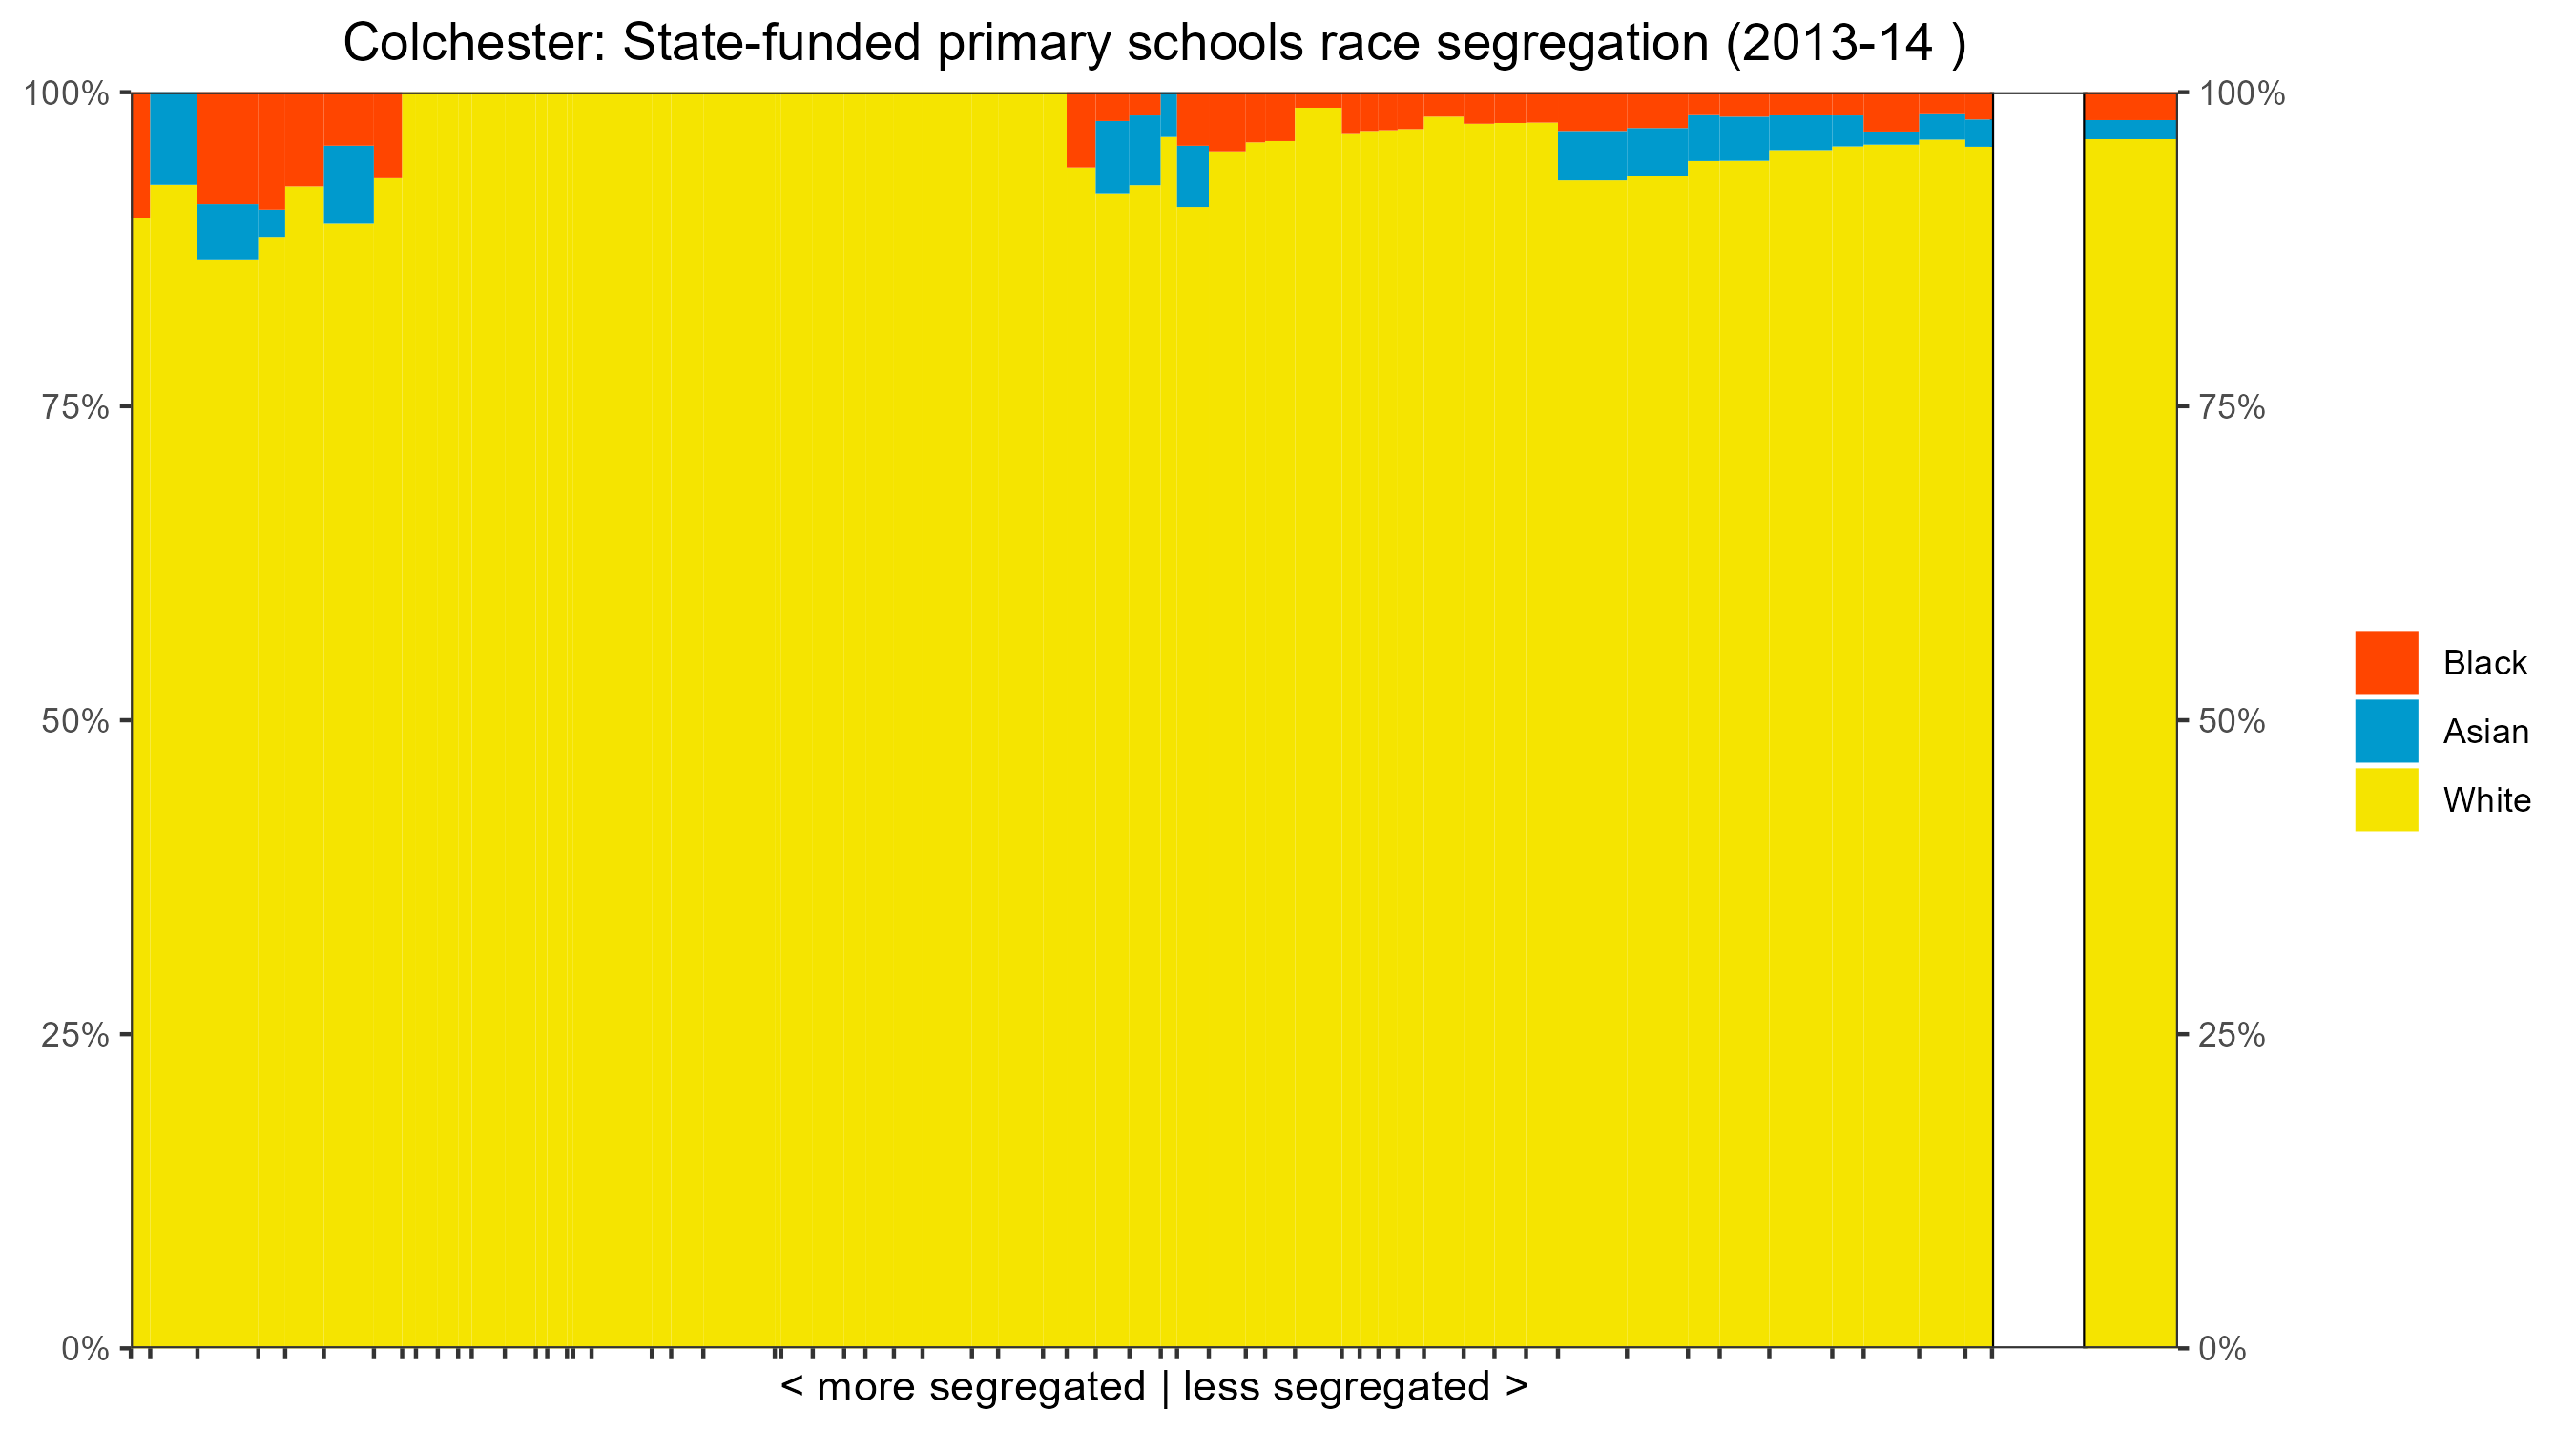 Colchester: State-funded primary schools race segregation (2013-14 )
100%
75%
50%
25%
0%
100%
75%
50%
25%
0%
Black
Asian
White
< more segregated | less segregated >